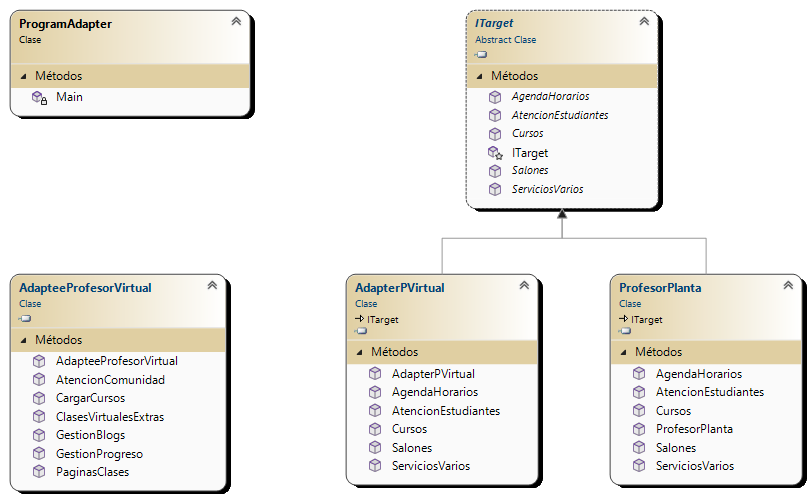 ProgramAdapter
Clase
Métodos
Main
ITarget
Abstract Clase
Métodos
AgendaHorarios
AtencionEstudiantes
Cursos
ITarget
Salones
ServiciosVarios
AdapteeProfesorVirtual
Clase
Métodos
AdapteeProfesorVirtual
AtencionComunidad
CargarCursos
ClasesVirtualesExtras
GestionBlogs
GestionProgreso
PaginasClases
AdapterPVirtual
Clase
ITarget
Métodos
AdapterPVirtual
AgendaHorarios
AtencionEstudiantes
Cursos
Salones
ServiciosVarios
ProfesorPlanta
Clase
ITarget
Métodos
AgendaHorarios
AtencionEstudiantes
Cursos
ProfesorPlanta
Salones
ServiciosVarios